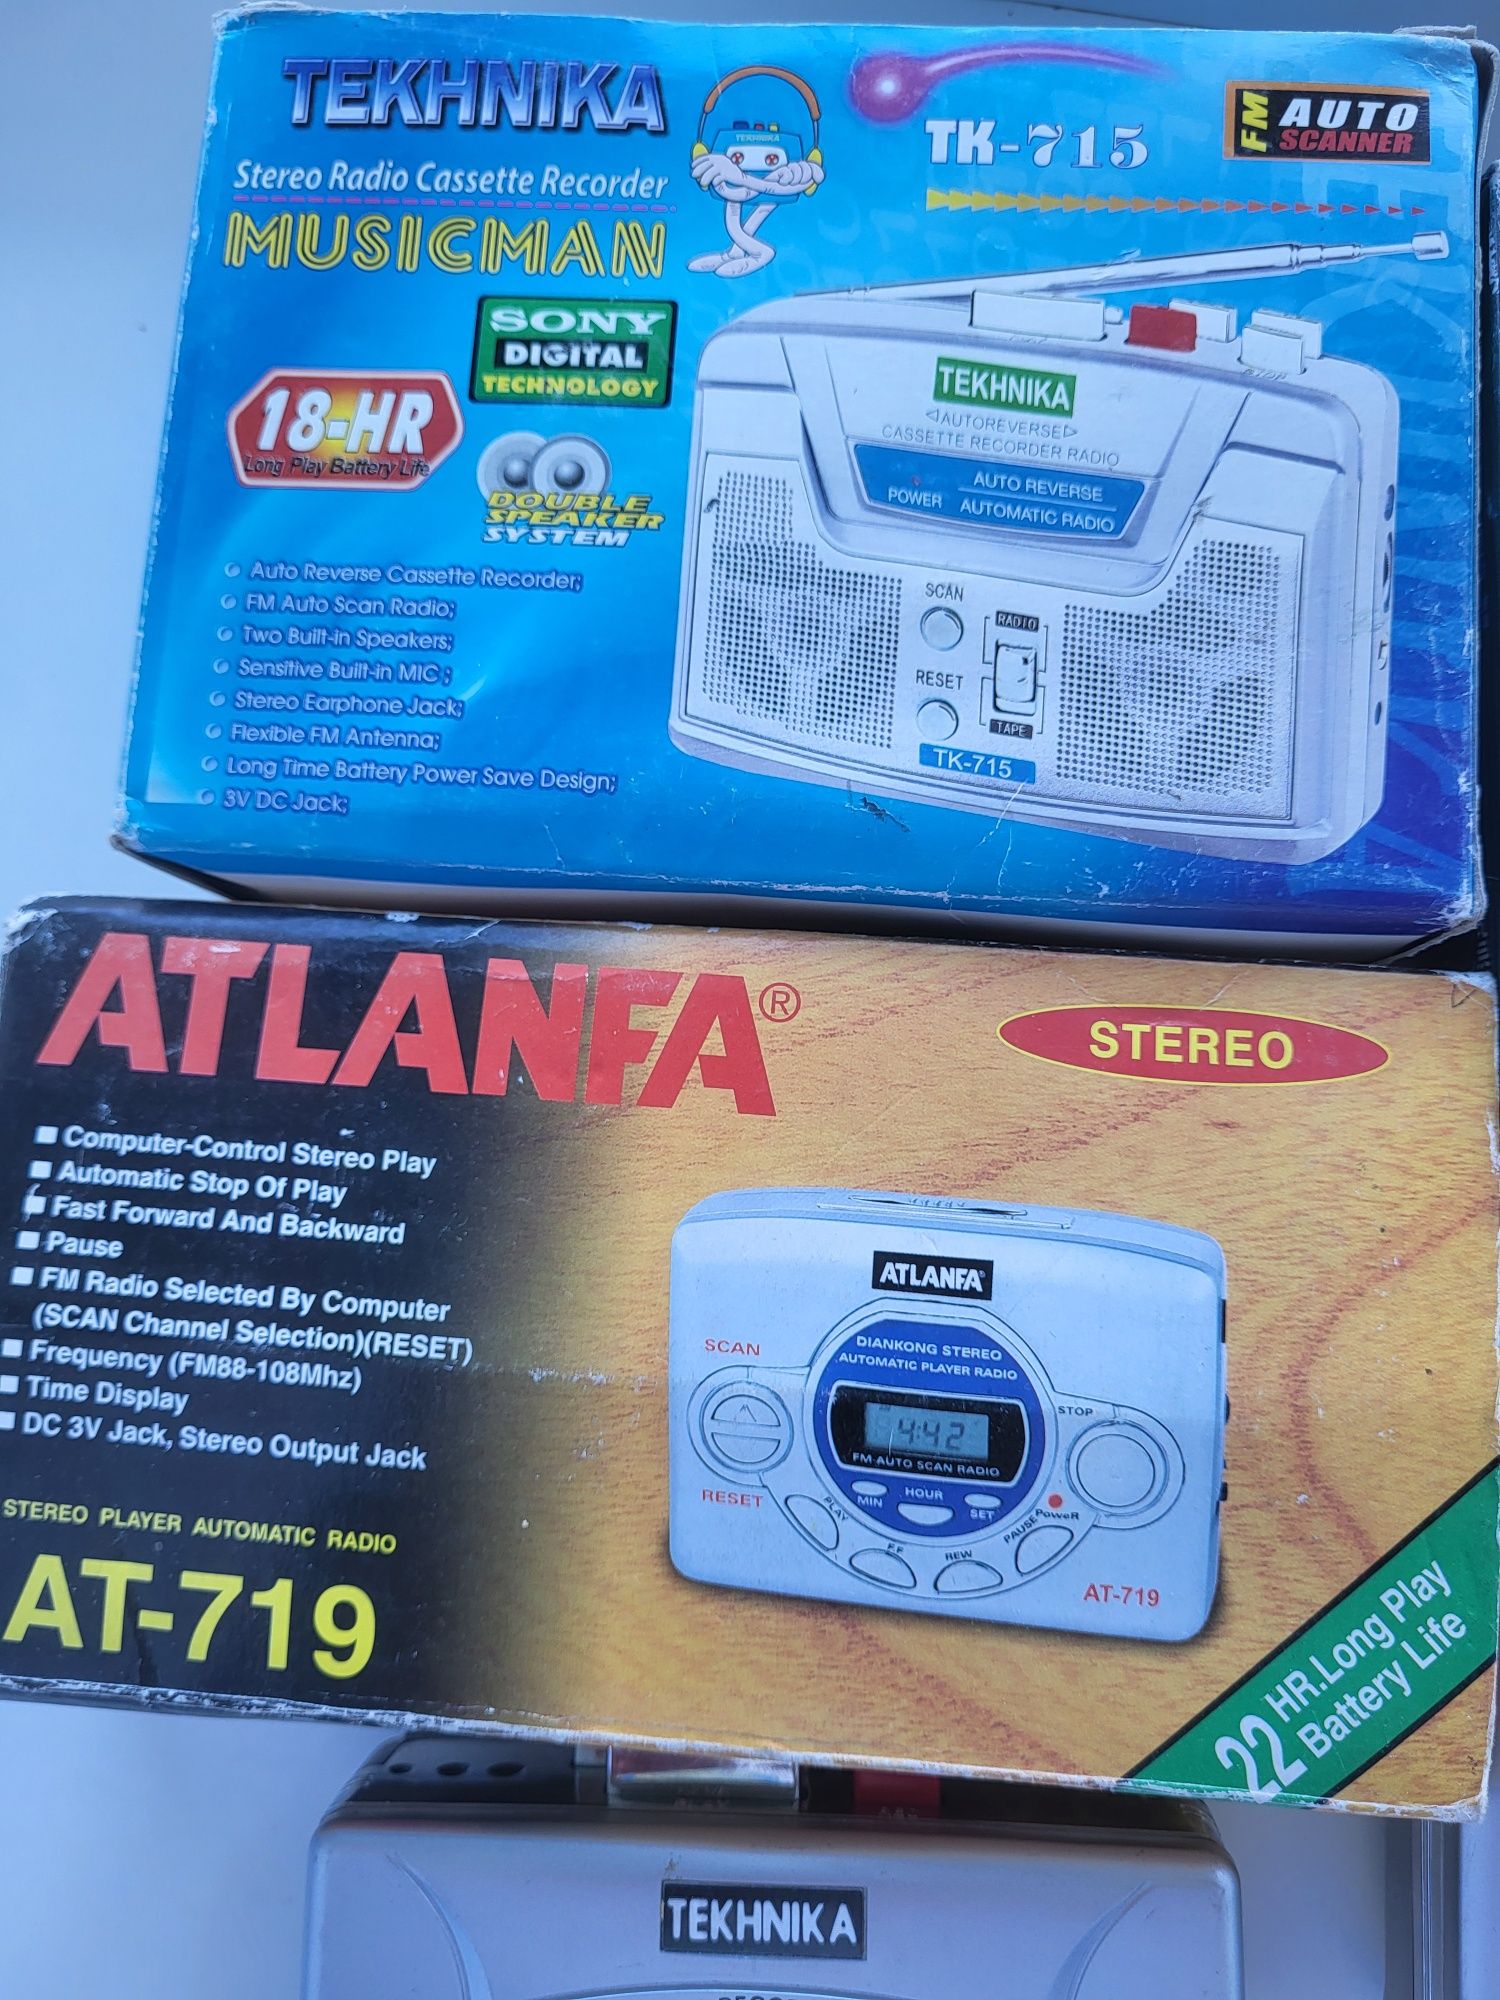 TEKHNIKA
Stereo Radio Cassette Recorder
MUSICMAN
TEKHNIKA
TK-715
FM AUTO
SCANNER
SONY
DIGITAL
TECHNOLOGY
18-HR
Long Play Battery Life
DOUBLE
SPEAKER
SYSTEM
Auto Reverse Cassette Recorder;
FM Auto Scan Radio;
Two Built-in Speakers;
Sensitive Built-in MIC;
Stereo Earphone Jack;
Flexible FM Antenna;
Long Time Battery Power Save Design;
3V DC Jack;
TEKHNIKA
◁AUTOREVERSE▷
CASSETTE RECORDER RADIO
AUTO REVERSE
POWER AUTOMATIC RADIO
SCAN
RADIO
RESET
TAPE
TK-715
ATLANFA®
STEREO
Computer-Control Stereo Play
Automatic Stop Of Play
Fast Forward And Backward
Pause
FM Radio Selected By Computer
(SCAN Channel Selection)(RESET)
Frequency (FM88-108Mhz)
Time Display
DC 3V Jack, Stereo Output Jack
STEREO PLAYER AUTOMATIC RADIO
AT-719
ATLANFA®
SCAN
DIANKONG STEREO
AUTOMATIC PLAYER RADIO
4:42
FM AUTO SCAN RADIO
STOP
RESET
MIN
HOUR
SET
PLAY
F.F
REW
PAUSE
PoweR
AT-719
22 HR.Long Play
Battery Life
TEKHNIKA